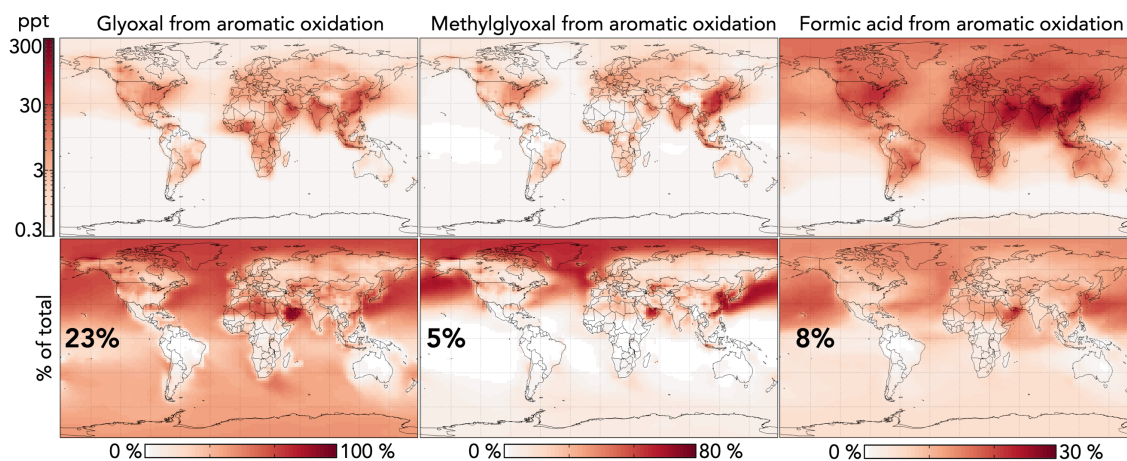 ppt
Glyoxal from aromatic oxidation
Methylglyoxal from aromatic oxidation
Formic acid from aromatic oxidation
300
30
3
0.3
% of total
23%
5%
8%
0 %
100 %
0 %
80 %
0 %
30 %